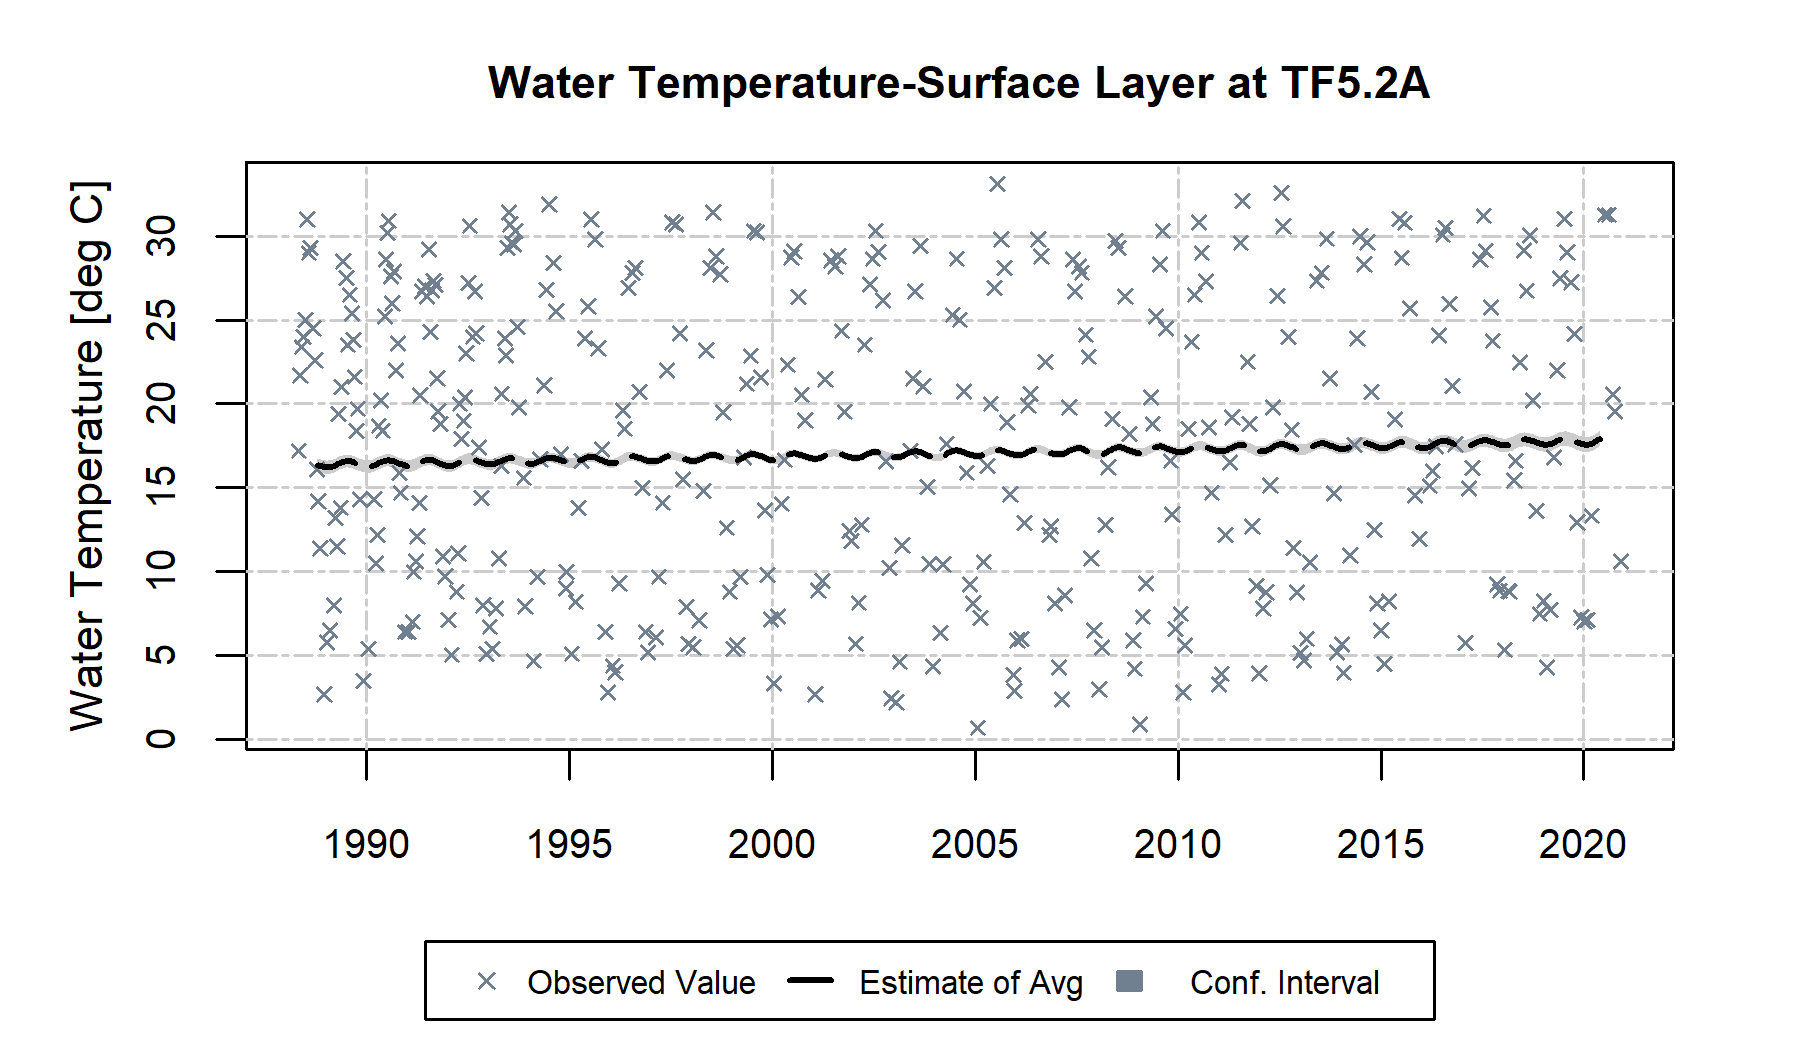 Water Temperature-Surface Layer at TF5.2A
Water Temperature [deg C]
30
25
20
15
10
5
0
1990 1995 2000 2005 2010 2015 2020
Observed Value Estimate of Avg Conf. Interval